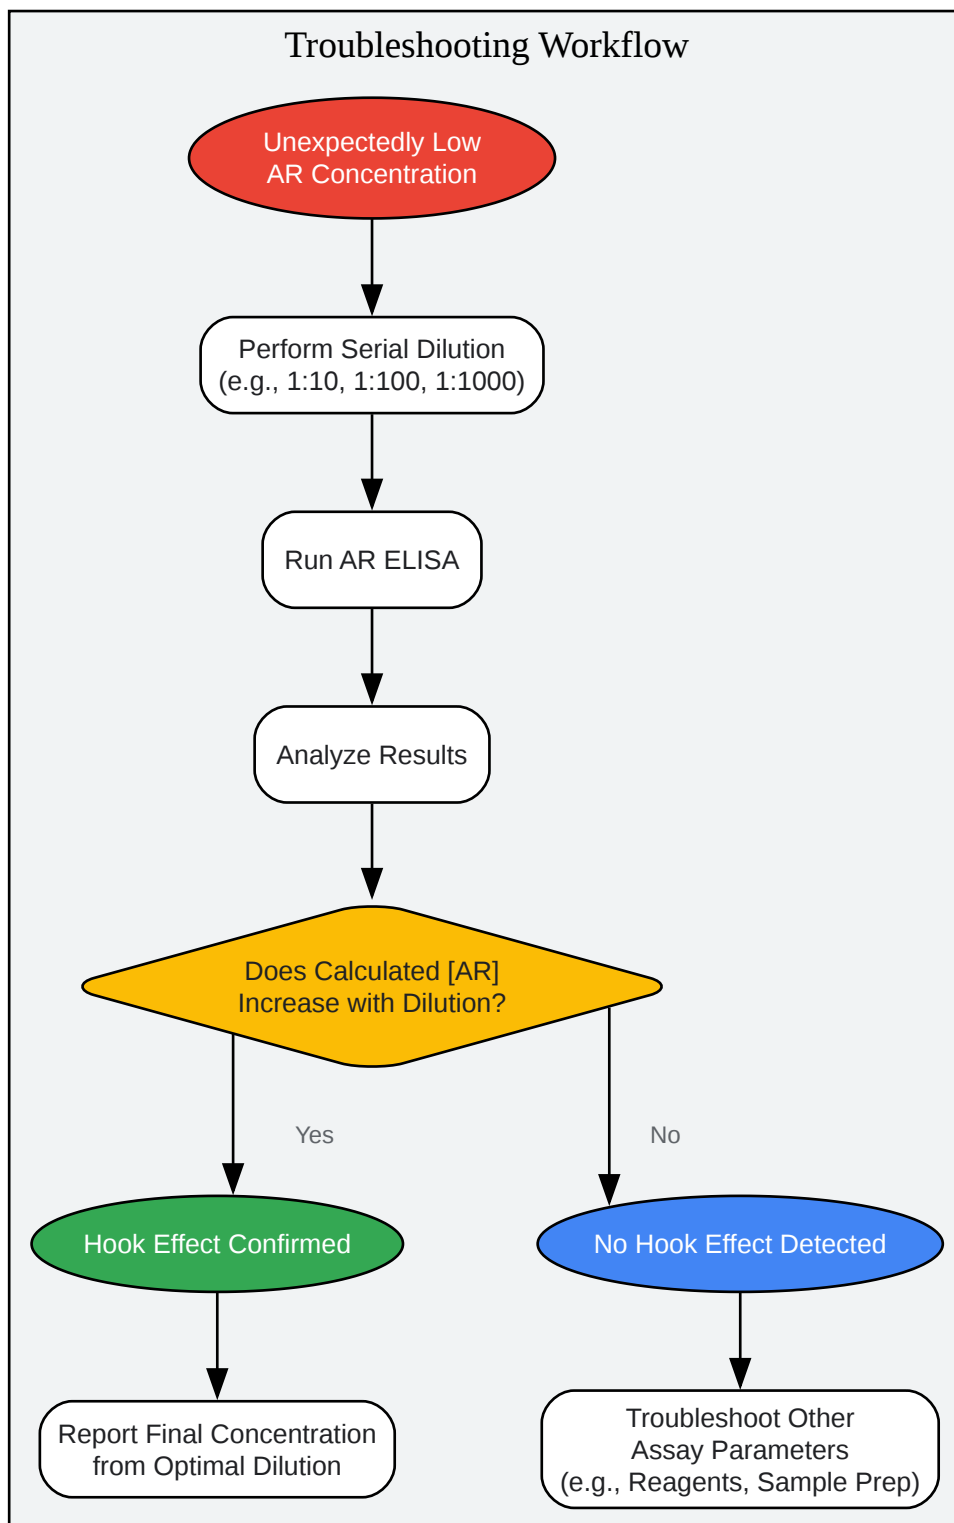 Troubleshooting Workflow
Unexpectedly Low
AR Concentration
Perform Serial Dilution
(e.g., 1:10, 1:100, 1:1000)
Run AR ELISA
Analyze Results
Does Calculated [AR]
Increase with Dilution?
Yes
No
Hook Effect Confirmed
No Hook Effect Detected
Report Final Concentration
from Optimal Dilution
Troubleshoot Other
Assay Parameters
(e.g., Reagents, Sample Prep)